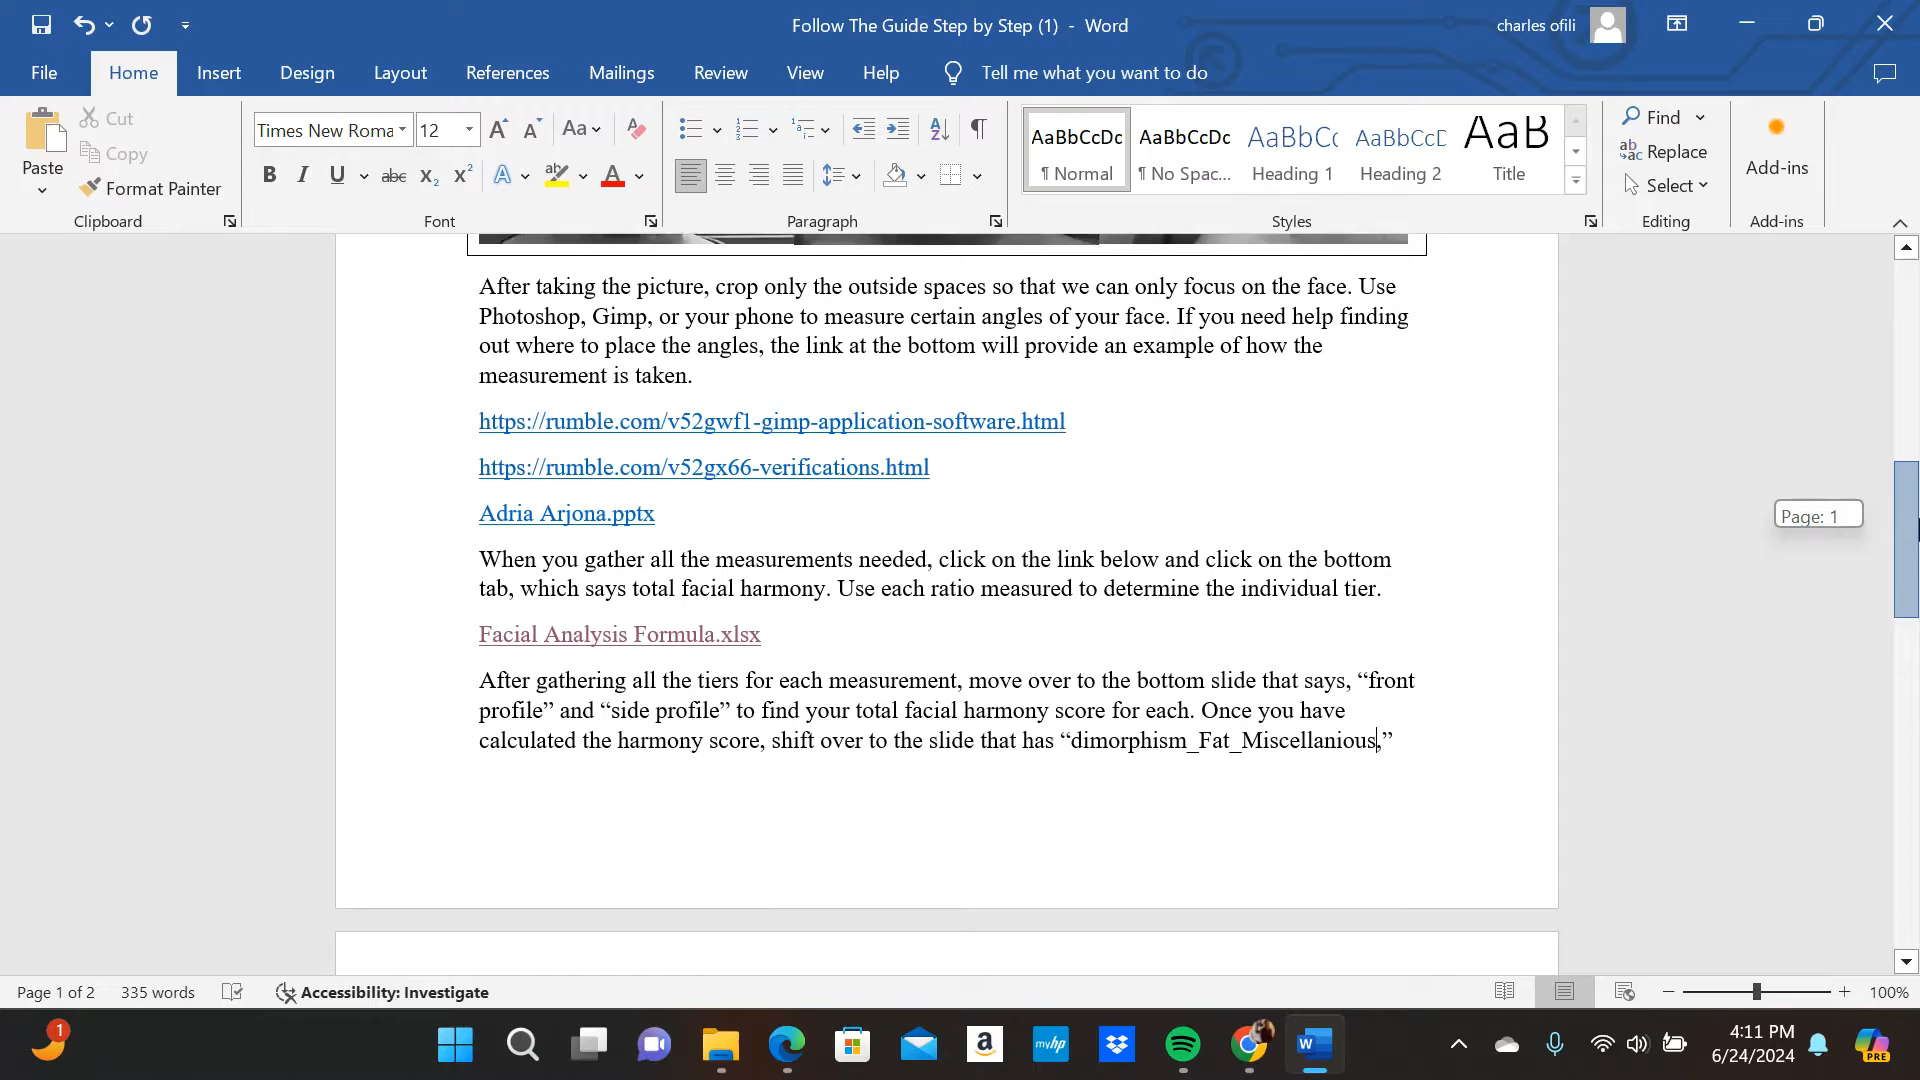 Follow The Guide Step by Step (1) - Word
charles ofili
File Home Insert Design Layout References Mailings Review View Help Tell me what you want to do
Paste
Cut
Copy
Format Painter
Clipboard
Times New Roma 12
Aa
B I U abc X₂ X² A ab A
Font
Paragraph
AaBbCcDc AaBbCcDc AaBbCc AaBbCcD AaB
¶ Normal ¶ No Spac... Heading 1 Heading 2 Title
Styles
Find
Replace
Select
Editing
Add-ins
Add-ins
After taking the picture, crop only the outside spaces so that we can only focus on the face. Use
Photoshop, Gimp, or your phone to measure certain angles of your face. If you need help finding
out where to place the angles, the link at the bottom will provide an example of how the
measurement is taken.
https://rumble.com/v52gwf1-gimp-application-software.html
https://rumble.com/v52gx66-verifications.html
Adria Arjona.pptx
When you gather all the measurements needed, click on the link below and click on the bottom
tab, which says total facial harmony. Use each ratio measured to determine the individual tier.
Facial Analysis Formula.xlsx
After gathering all the tiers for each measurement, move over to the bottom slide that says, “front
profile” and “side profile” to find your total facial harmony score for each. Once you have
calculated the harmony score, shift over to the slide that has “dimorphism_Fat_Miscellanious,”
Page: 1
Page 1 of 2 335 words Accessibility: Investigate 100%
1
a
myhp
W
4:11 PM
6/24/2024
PRE